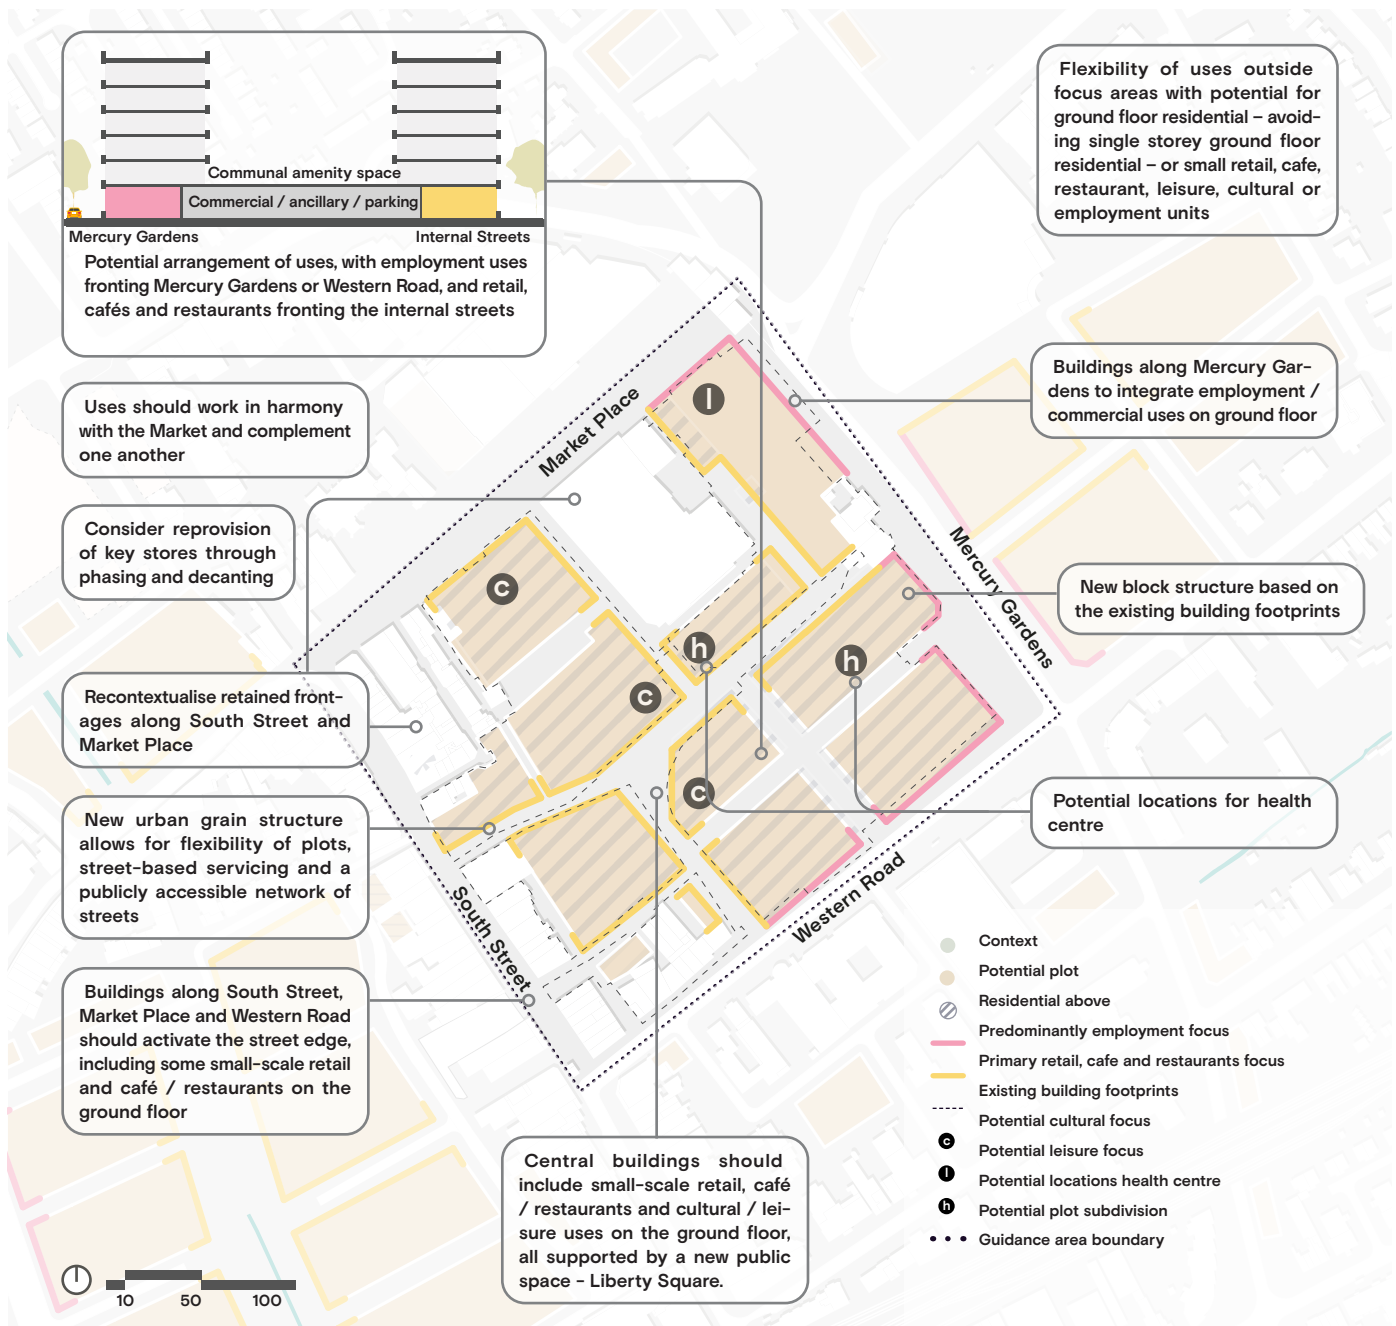 Communal amenity space
Commercial / ancillary / parking
Mercury Gardens
Internal Streets
Potential arrangement of uses, with employment uses
fronting Mercury Gardens or Western Road, and retail,
cafés and restaurants fronting the internal streets
Flexibility of uses outside
focus areas with potential for
ground floor residential – avoid-
ing single storey ground floor
residential – or small retail, cafe,
restaurant, leisure, cultural or
employment units
Uses should work in harmony
with the Market and complement
one another
Buildings along Mercury Gar-
dens to integrate employment /
commercial uses on ground floor
Consider reprovision
of key stores through
phasing and decanting
New block structure based on
the existing building footprints
Recontextualise retained front-
ages along South Street and
Market Place
New urban grain structure
allows for flexibility of plots,
street-based servicing and a
publicly accessible network of
streets
Potential locations for health
centre
Buildings along South Street,
Market Place and Western Road
should activate the street edge,
including some small-scale retail
and café / restaurants on the
ground floor
Central buildings should
include small-scale retail, café
/ restaurants and cultural / lei-
sure uses on the ground floor,
all supported by a new public
space - Liberty Square.
Market Place
Mercury Gardens
Western Road
South Street
l
c
h
h
c
c
Context
Potential plot
Residential above
Predominantly employment focus
Primary retail, cafe and restaurants focus
Existing building footprints
Potential cultural focus
c
Potential leisure focus
l
Potential locations health centre
h
Potential plot subdivision
Guidance area boundary
10 50 100